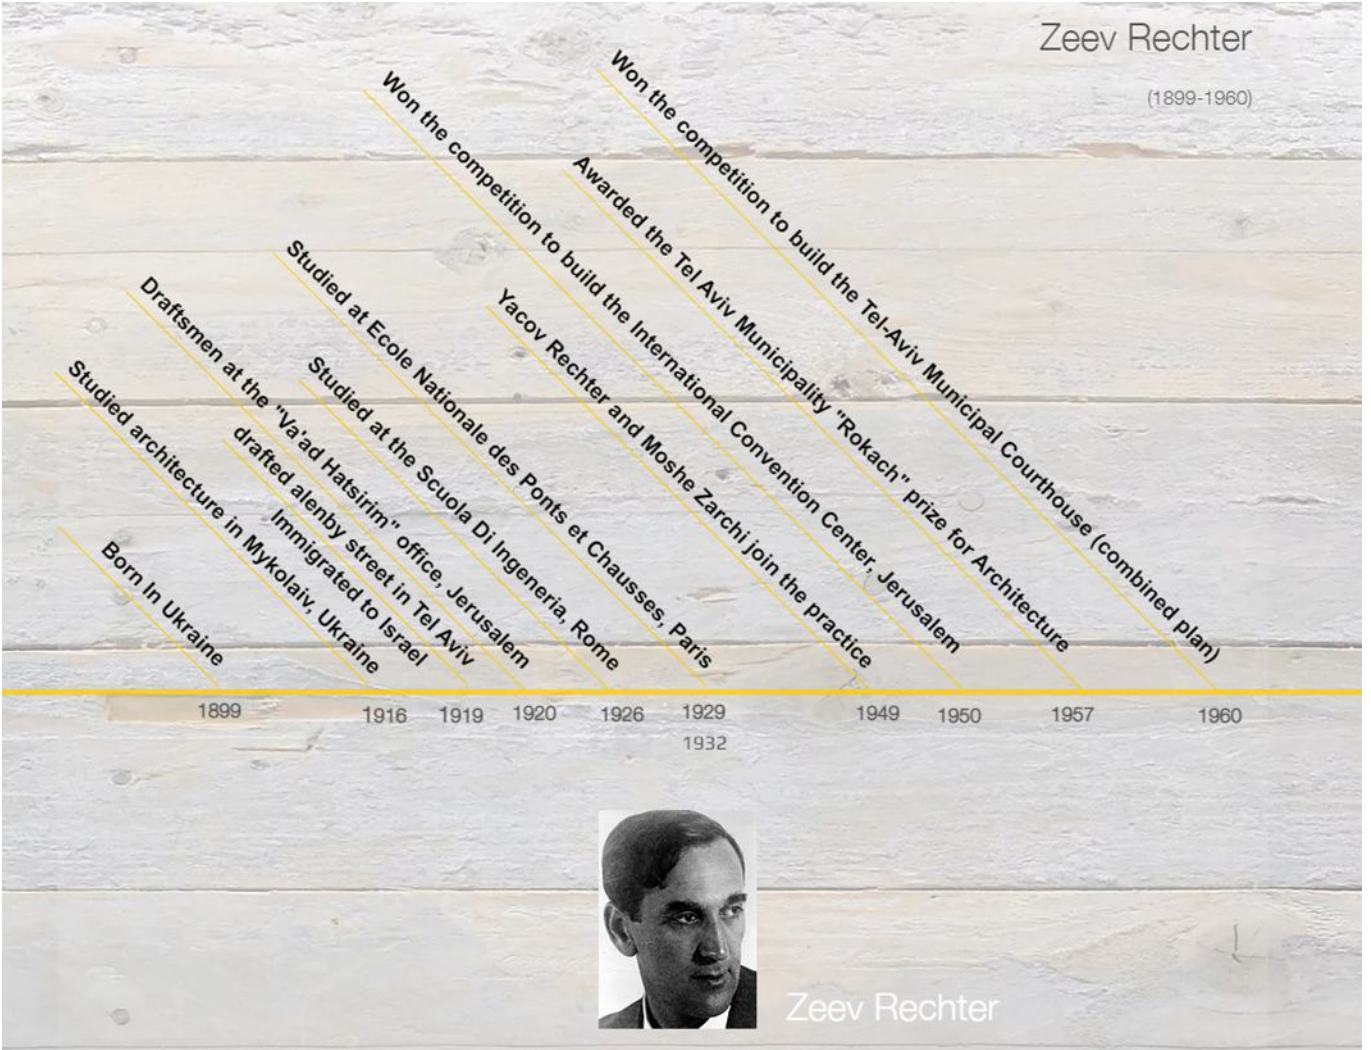 Zeev Rechter
(1899-1960)
Born In Ukraine
Studied architecture in Mykolaiv, Ukraine
Immigrated to Israel
drafted alenby street in Tel Aviv
Draftsmen at the "Va'ad Hatsirim" office, Jerusalem
Studied at the Scuola Di Ingeneria, Rome
Studied at Ecole Nationale des Ponts et Chausses, Paris
Yacov Rechter and Moshe Zarchi join the practice
Won the competition to build the International Convention Center, Jerusalem
Awarded the Tel Aviv Municipality "Rokach" prize for Architecture
Won the competition to build the Tel-Aviv Municipal Courthouse (combined plan)
1899 1916 1919 1920 1926 1929 1949 1950 1957 1960
1932
Zeev Rechter